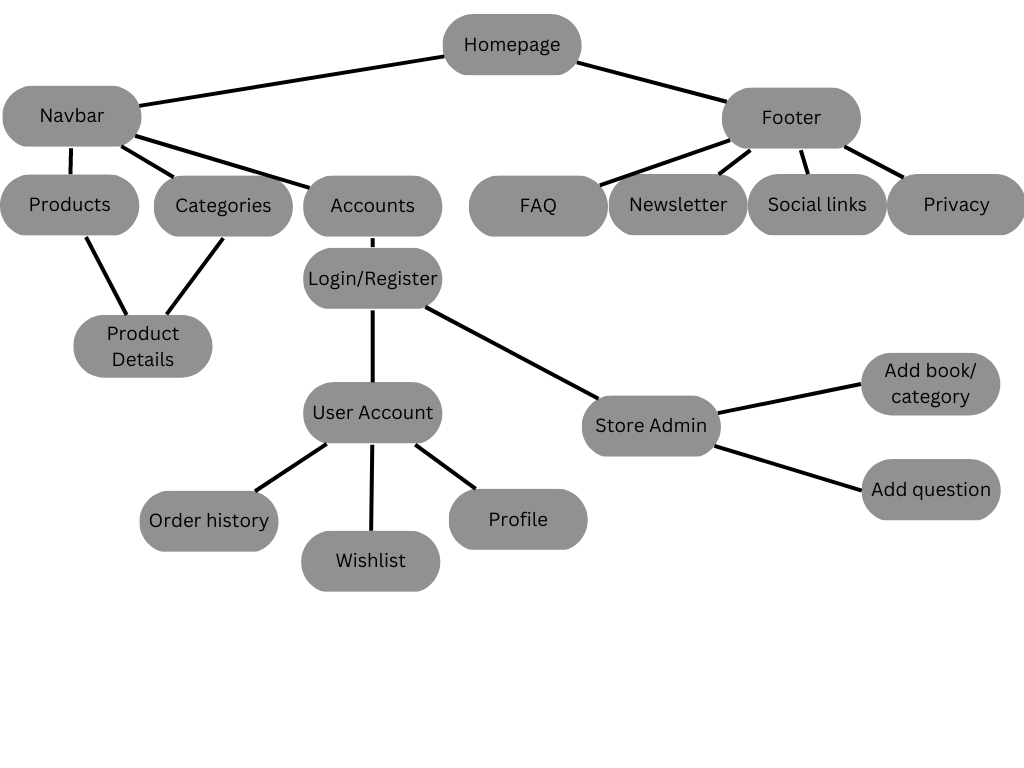 Homepage
Navbar
Footer
Products
Categories
Accounts
FAQ
Newsletter
Social links
Privacy
Login/Register
Product
Details
User Account
Store Admin
Add book/
category
Add question
Order history
Wishlist
Profile